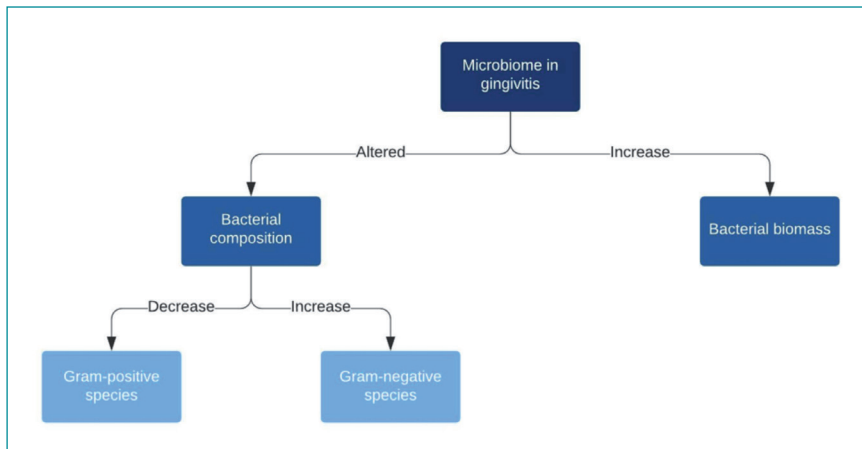 Microbiome in
gingivitis
Altered
Increase
Bacterial
composition
Bacterial biomass
Decrease
Increase
Gram-positive
species
Gram-negative
species